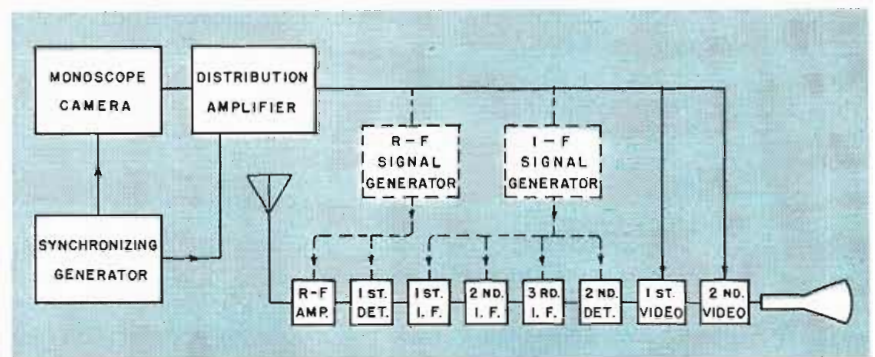 MONOSCOPE
CAMERA
DISTRIBUTION
AMPLIFIER
R-F
SIGNAL
GENERATOR
I-F
SIGNAL
GENERATOR
SYNCHRONIZING
GENERATOR
R-F
AMP.
1 ST.
DET.
1 ST.
I. F.
2 ND.
I. F.
3 RD.
I. F.
2 ND.
DET.
1 ST.
VIDEO
2 ND.
VIDEO